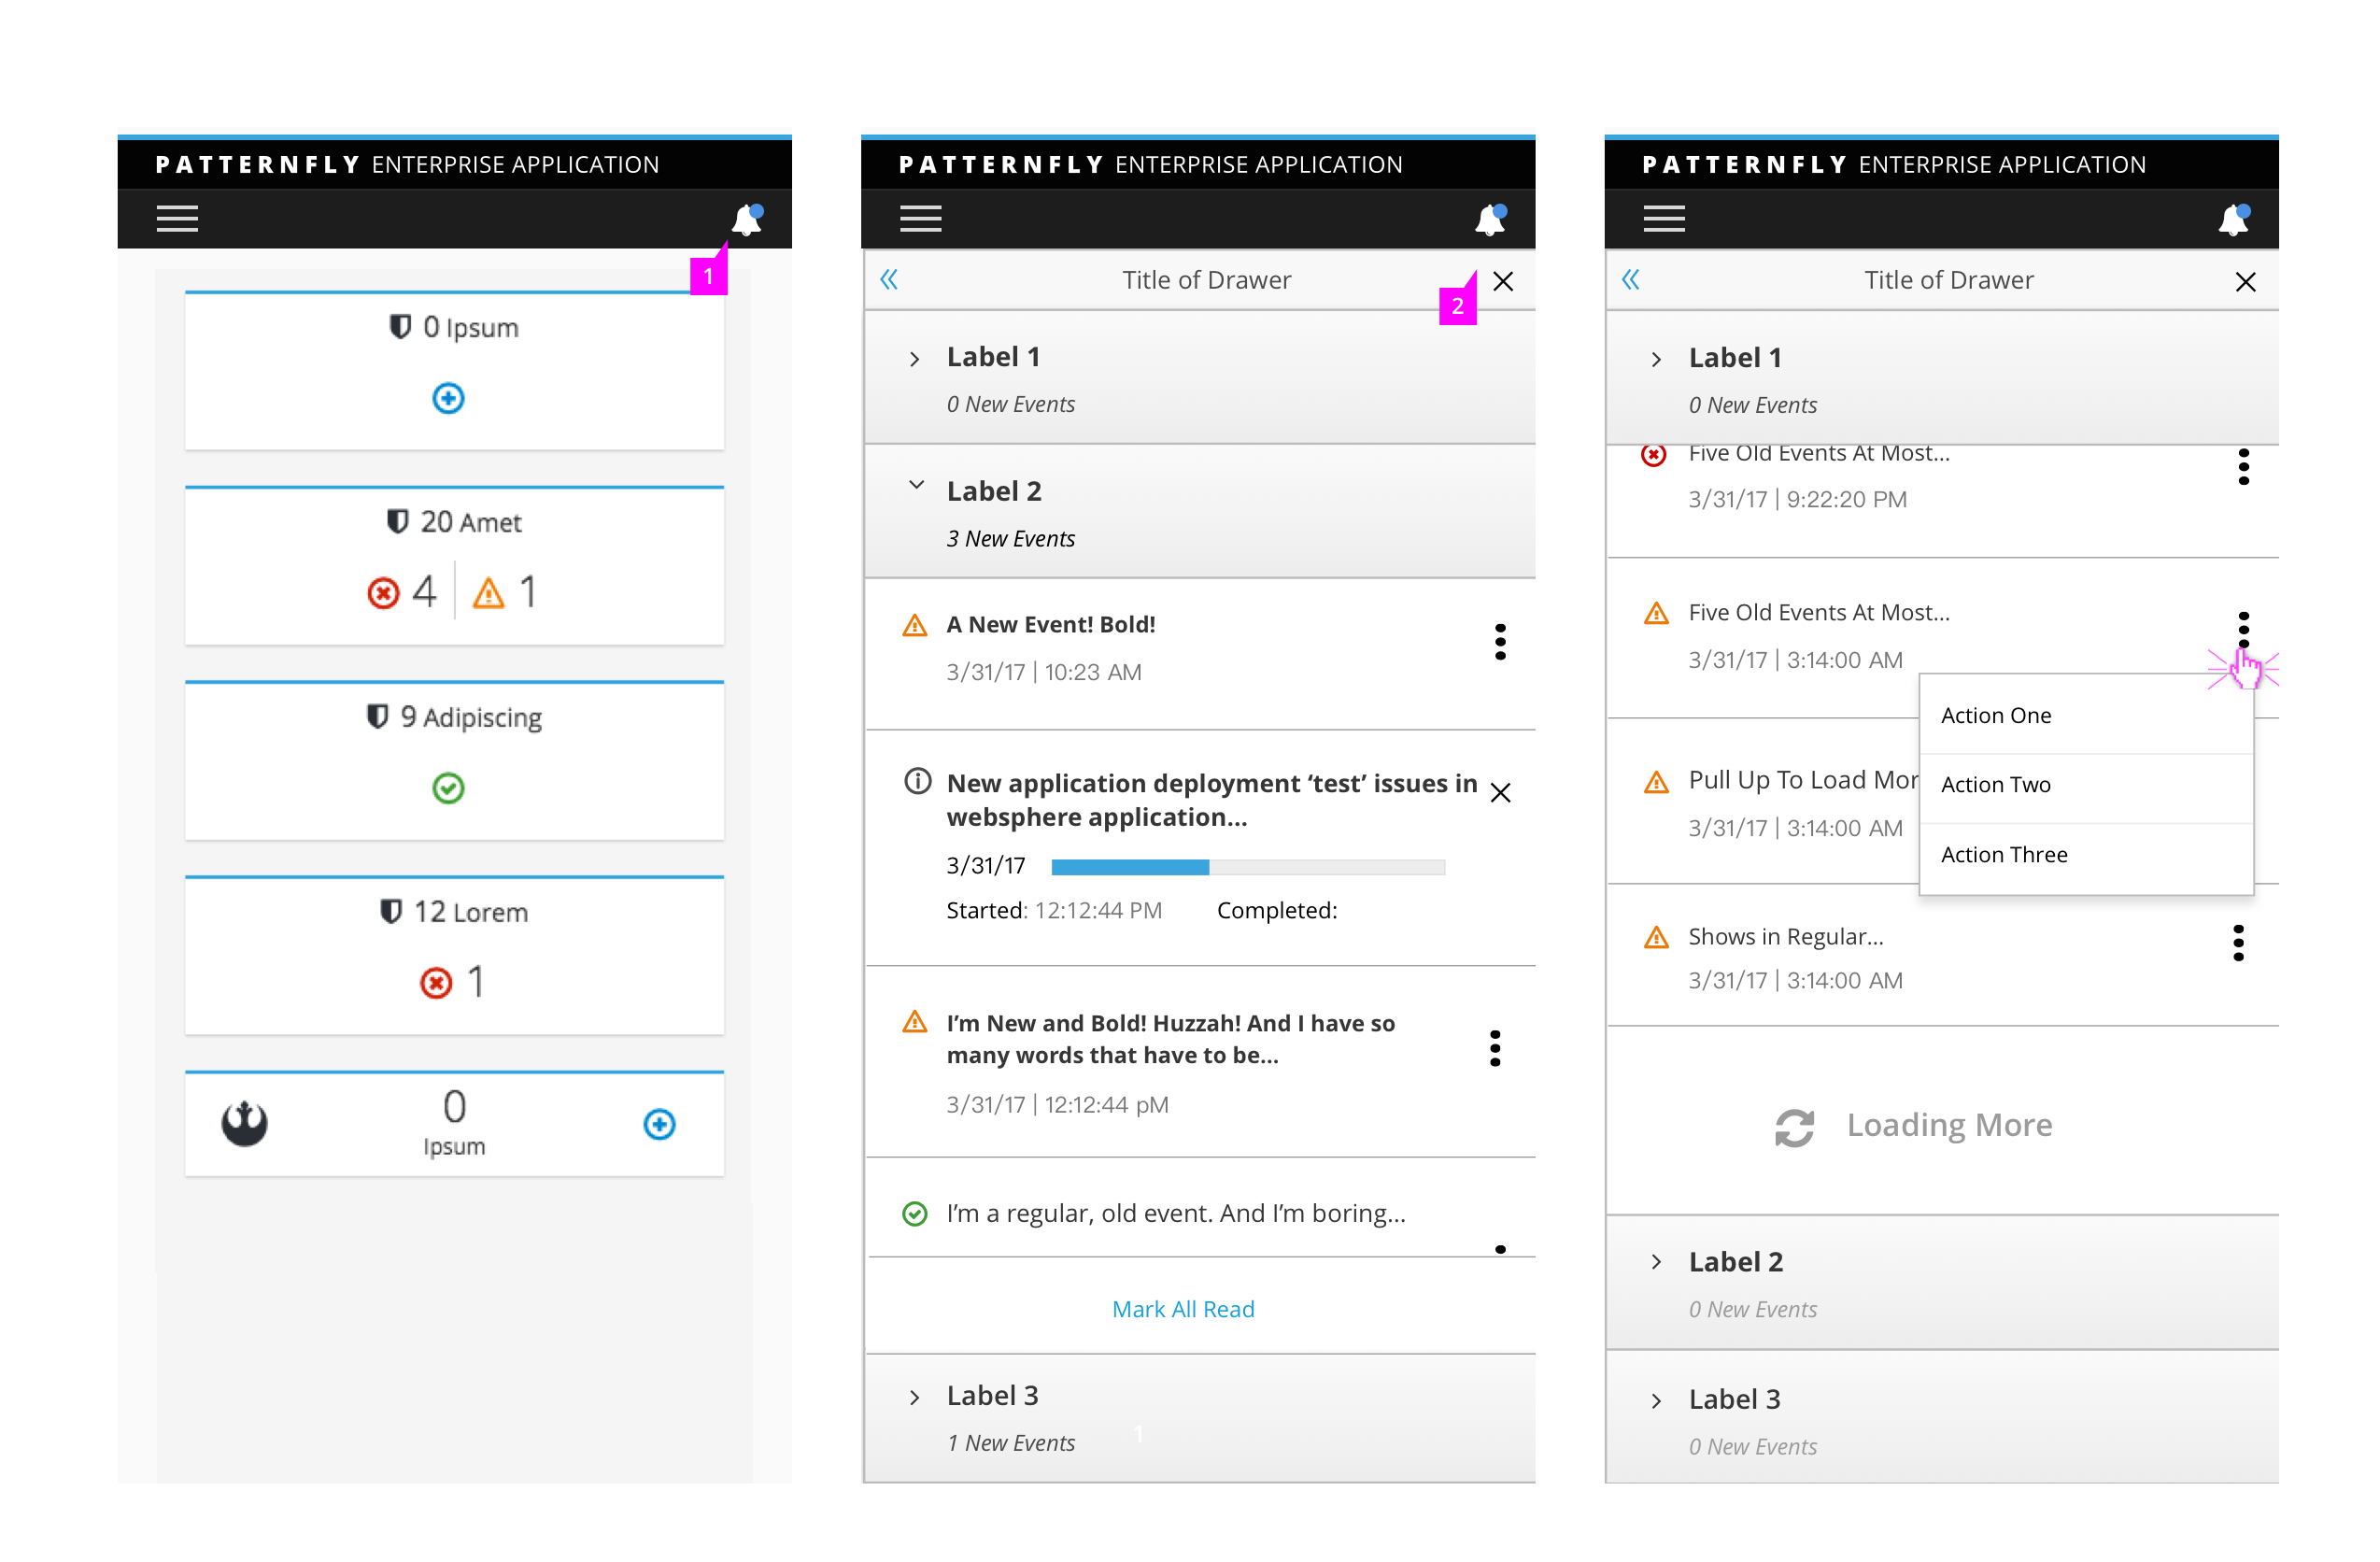 PATTERNFLY ENTERPRISE APPLICATION
1
0 Ipsum
20 Amet
4
1
9 Adipiscing
12 Lorem
1
0
Ipsum
PATTERNFLY ENTERPRISE APPLICATION
Title of Drawer
2
Label 1
0 New Events
Label 2
3 New Events
A New Event! Bold!
3/31/17 | 10:23 AM
New application deployment ‘test’ issues in
websphere application...
3/31/17
Started: 12:12:44 PM Completed:
I’m New and Bold! Huzzah! And I have so
many words that have to be...
3/31/17 | 12:12:44 pM
I’m a regular, old event. And I’m boring...
Mark All Read
Label 3
1
1 New Events
PATTERNFLY ENTERPRISE APPLICATION
Title of Drawer
Label 1
0 New Events
Five Old Events At Most...
3/31/17 | 9:22:20 PM
Five Old Events At Most...
3/31/17 | 3:14:00 AM
Action One
Pull Up To Load Mor
Action Two
3/31/17 | 3:14:00 AM
Action Three
Shows in Regular...
3/31/17 | 3:14:00 AM
Loading More
Label 2
0 New Events
Label 3
0 New Events